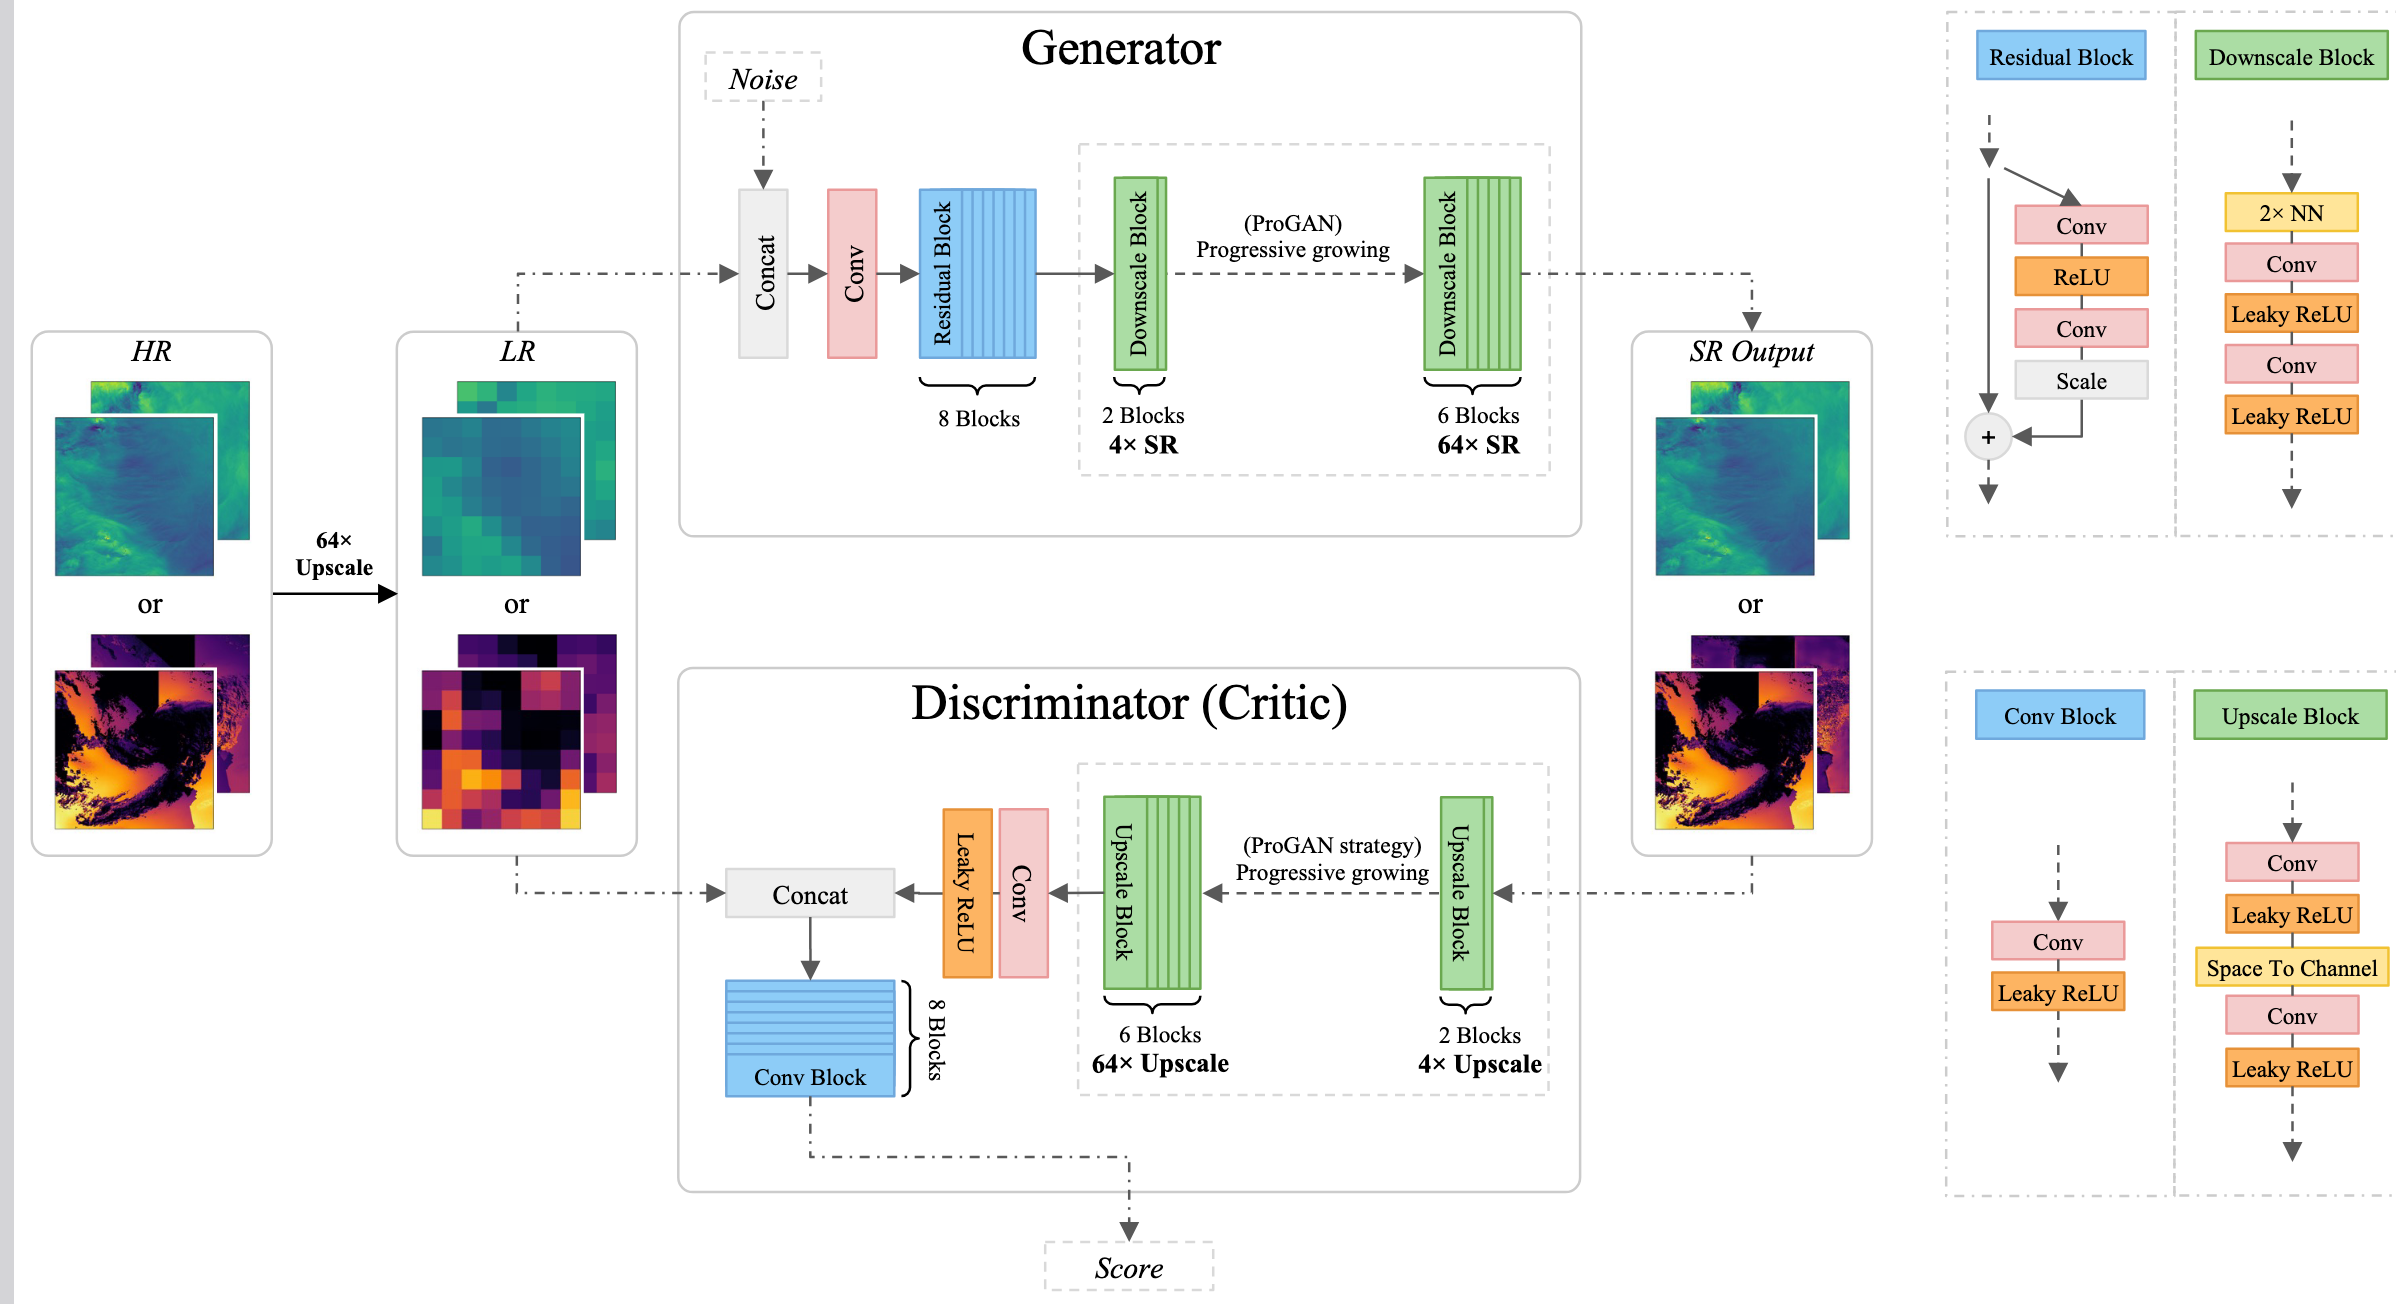 Generator
Noise
Concat
Conv
Residual Block
8 Blocks
Downscale Block
2 Blocks
4× SR
(ProGAN)
Progressive growing
Downscale Block
6 Blocks
64× SR
HR
or
64×
Upscale
LR
or
SR Output
or
Discriminator (Critic)
Concat
Leaky ReLU
Conv
Upscale Block
6 Blocks
64× Upscale
(ProGAN strategy)
Progressive growing
Upscale Block
2 Blocks
4× Upscale
Conv Block
8 Blocks
Score
Residual Block
Conv
ReLU
Conv
Scale
+
Downscale Block
2× NN
Conv
Leaky ReLU
Conv
Leaky ReLU
Conv Block
Conv
Leaky ReLU
Upscale Block
Conv
Leaky ReLU
Space To Channel
Conv
Leaky ReLU